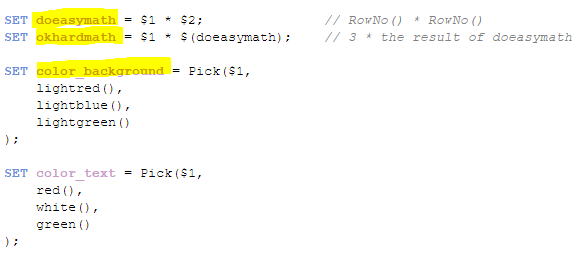 SET doeasymath = $1 * $2; // RowNo() * RowNo()
SET okhardmath = $1 * $(doeasymath); // 3 * the result of doeasymath
SET color_background = Pick($1,
lightred(),
lightblue(),
lightgreen()
);
SET color_text = Pick($1,
red(),
white(),
green()
);